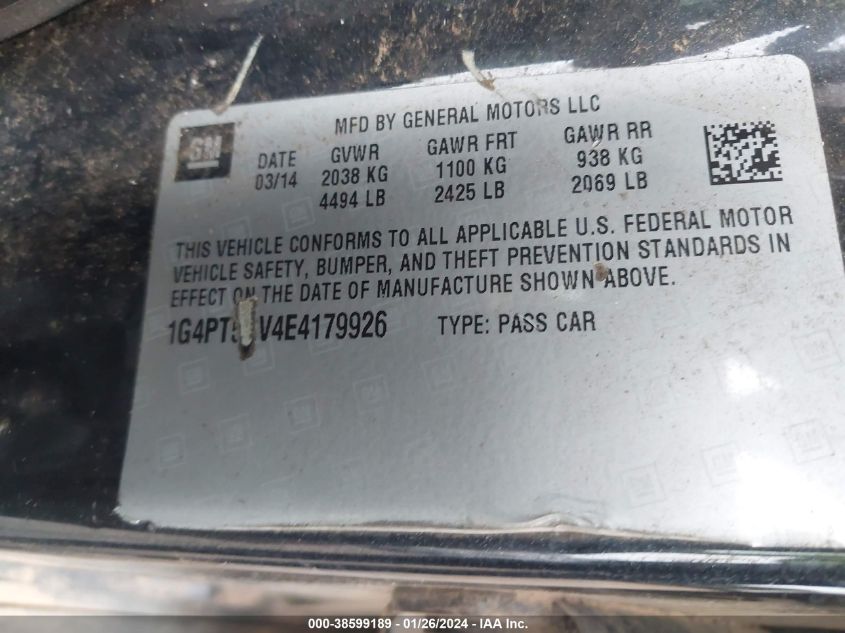 MFD BY GENERAL MOTORS LLC
GM
DATE GVWR GAWR FRT GAWR RR
03/14 2038 KG 1100 KG 938 KG
4494 LB 2425 LB 2069 LB
THIS VEHICLE CONFORMS TO ALL APPLICABLE U.S. FEDERAL MOTOR
VEHICLE SAFETY, BUMPER, AND THEFT PREVENTION STANDARDS IN
EFFECT ON THE DATE OF MANUFACTURE SHOWN ABOVE.
TYPE: PASS CAR
000-38599189 - 01/26/2024 - IAA Inc.